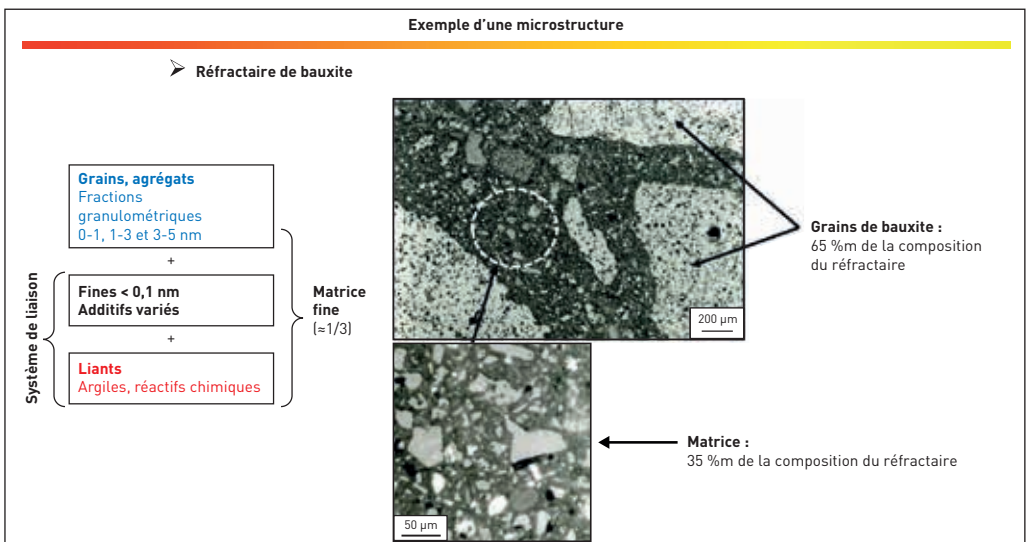 Exemple d'une microstructure
➢ Réfractaire de bauxite
Grains, agrégats
Fractions
granulométriques
0-1, 1-3 et 3-5 nm
+
Fines < 0,1 nm
Additifs variés
+
Liants
Argiles, réactifs chimiques
Système de liaison
Matrice
fine
(≈1/3)
200 µm
Grains de bauxite :
65 %m de la composition
du réfractaire
50 µm
Matrice :
35 %m de la composition du réfractaire